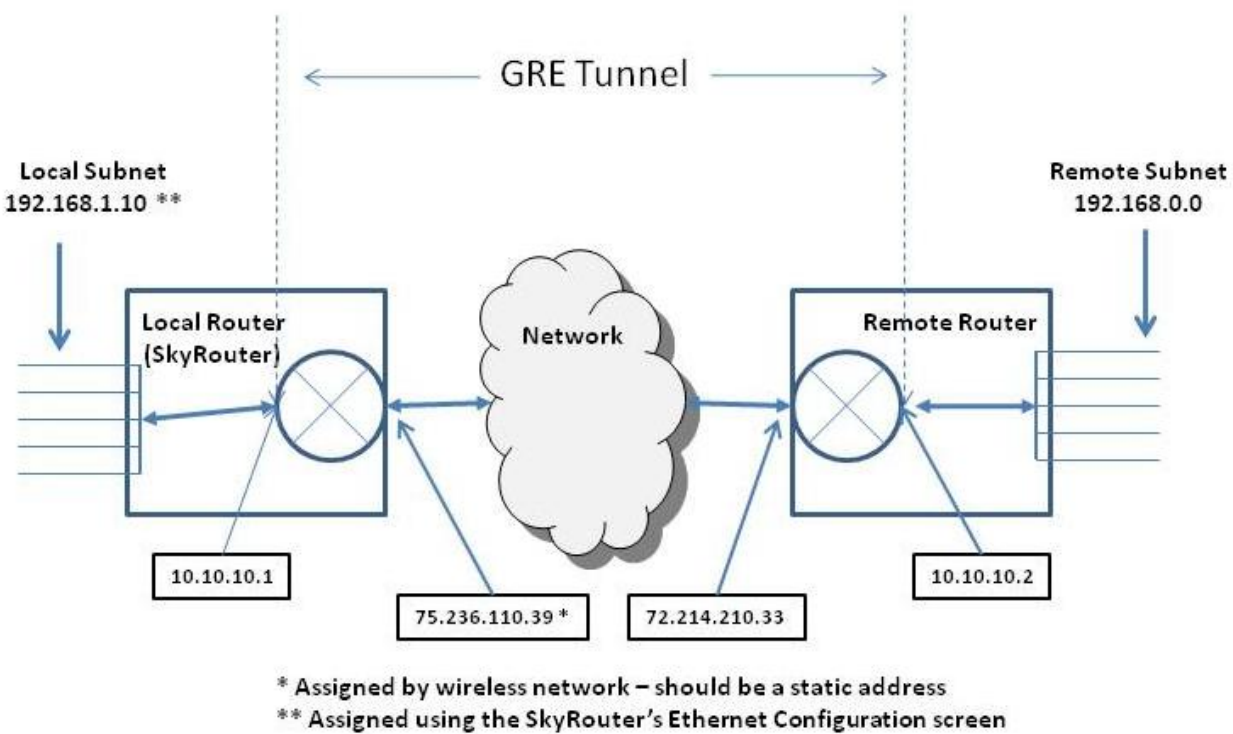 GRE Tunnel
Local Subnet
192.168.1.10 **
Remote Subnet
192.168.0.0
Local Router
(SkyRouter)
Network
Remote Router
10.10.10.1
75.236.110.39 *
72.214.210.33
10.10.10.2
* Assigned by wireless network – should be a static address
** Assigned using the SkyRouter’s Ethernet Configuration screen